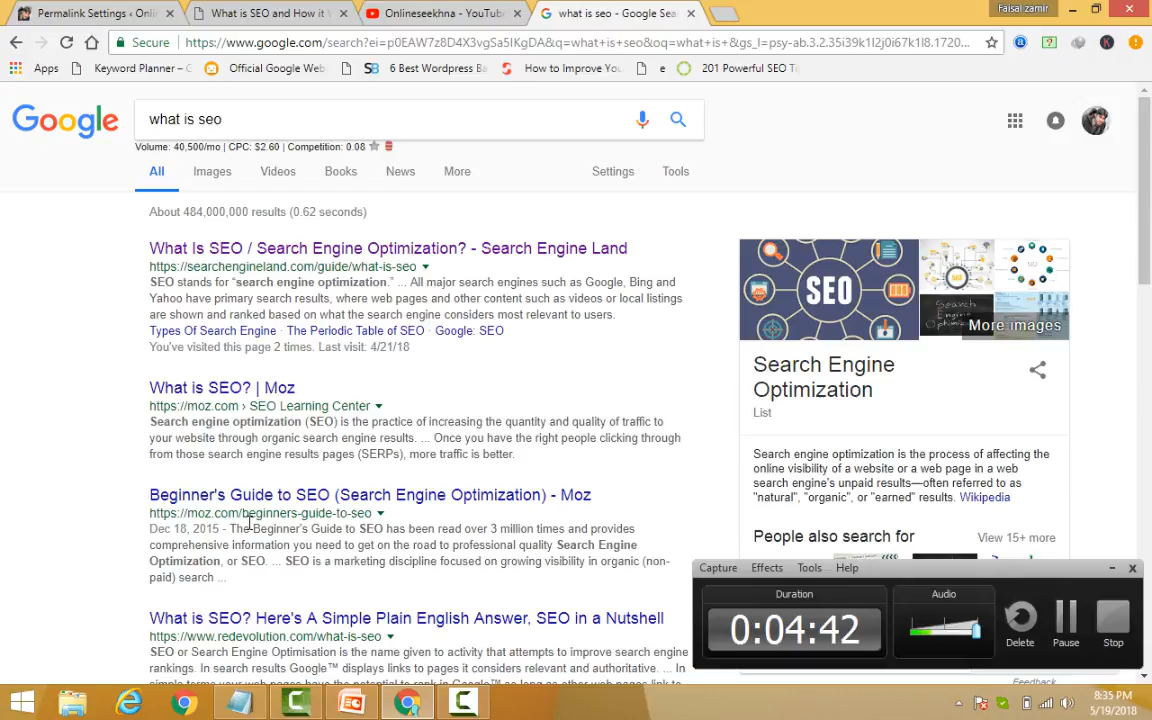 Permalink Settings ‹ Onli
What is SEO and How it
Onlineseekhna - YouTub
what is seo - Google Sea
Faisal zamir
Secure
https://www.google.com/search?ei=p0EAW7z8D4X3vgSa5IKgDA&q=what+is+seo&oq=what+is+&gs_l=psy-ab.3.2.35i39k1l2j0i67k1l8.1720...
Apps
Keyword Planner – G
Official Google Web
6 Best Wordpress Ba
How to Improve You
e
201 Powerful SEO T
Google
what is seo
Volume: 40,500/mo | CPC: $2.60 | Competition: 0.08
All
Images
Videos
Books
News
More
Settings
Tools
About 484,000,000 results (0.62 seconds)
What Is SEO / Search Engine Optimization? - Search Engine Land
https://searchengineland.com/guide/what-is-seo
SEO stands for “search engine optimization.” ... All major search engines such as Google, Bing and
Yahoo have primary search results, where web pages and other content such as videos or local listings
are shown and ranked based on what the search engine considers most relevant to users.
Types Of Search Engine · The Periodic Table of SEO · Google: SEO
You've visited this page 2 times. Last visit: 4/21/18
What is SEO? | Moz
https://moz.com › SEO Learning Center
Search engine optimization (SEO) is the practice of increasing the quantity and quality of traffic to
your website through organic search engine results. ... Once you have the right people clicking through
from those search engine results pages (SERPs), more traffic is better.
Beginner's Guide to SEO (Search Engine Optimization) - Moz
https://moz.com/beginners-guide-to-seo
Dec 18, 2015 - The Beginner's Guide to SEO has been read over 3 million times and provides
comprehensive information you need to get on the road to professional quality Search Engine
Optimization, or SEO. ... SEO is a marketing discipline focused on growing visibility in organic (non-
paid) search ...
What is SEO? Here's A Simple Plain English Answer, SEO in a Nutshell
https://www.redevolution.com/what-is-seo
SEO or Search Engine Optimisation is the name given to activity that attempts to improve search engine
rankings. In search results Google™ displays links to pages it considers relevant and authoritative. ... In
SEO
More images
Search Engine
Optimization
List
Search engine optimization is the process of affecting the
online visibility of a website or a web page in a web
search engine's unpaid results—often referred to as
"natural", "organic", or "earned" results. Wikipedia
People also search for
View 15+ more
Capture
Effects
Tools
Help
Duration
0:04:42
Audio
Delete
Pause
Stop
Feedback
8:35 PM
5/19/2018